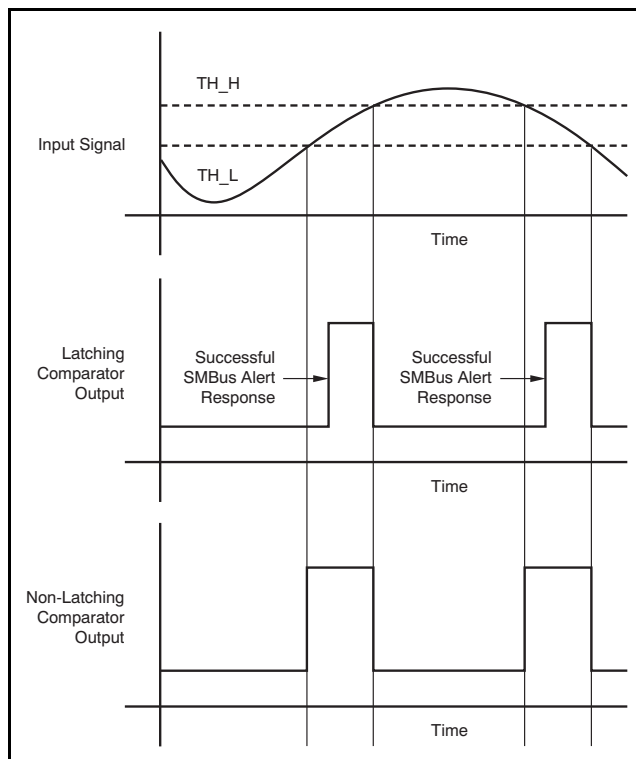 TH_H
Input Signal
TH_L
Time
Latching
Comparator
Output
Successful
SMBus Alert
Response
Successful
SMBus Alert
Response
Time
Non-Latching
Comparator
Output
Time